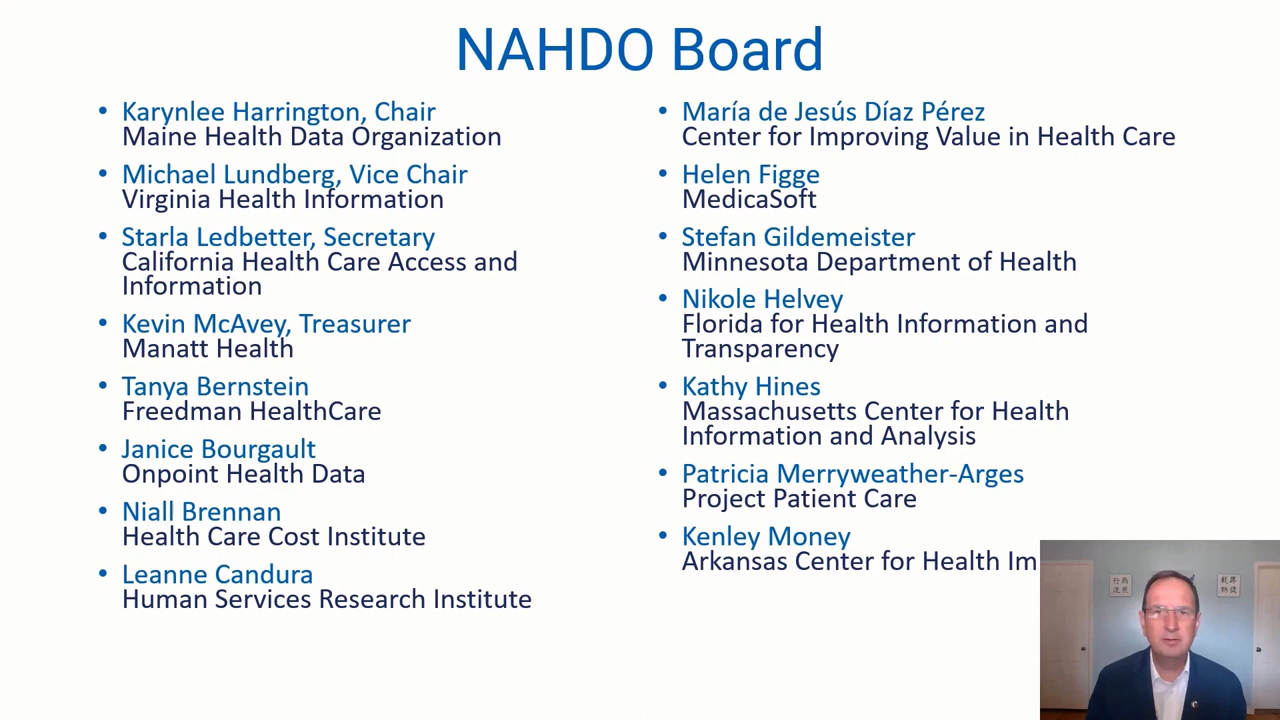 NAHDO Board
• Karynlee Harrington, Chair
Maine Health Data Organization
• Michael Lundberg, Vice Chair
Virginia Health Information
• Starla Ledbetter, Secretary
California Health Care Access and
Information
• Kevin McAvey, Treasurer
Manatt Health
• Tanya Bernstein
Freedman HealthCare
• Janice Bourgault
Onpoint Health Data
• Niall Brennan
Health Care Cost Institute
• Leanne Candura
Human Services Research Institute
• María de Jesús Díaz Pérez
Center for Improving Value in Health Care
• Helen Figge
MedicaSoft
• Stefan Gildemeister
Minnesota Department of Health
• Nikole Helvey
Florida for Health Information and
Transparency
• Kathy Hines
Massachusetts Center for Health
Information and Analysis
• Patricia Merryweather-Arges
Project Patient Care
• Kenley Money
Arkansas Center for Health Im